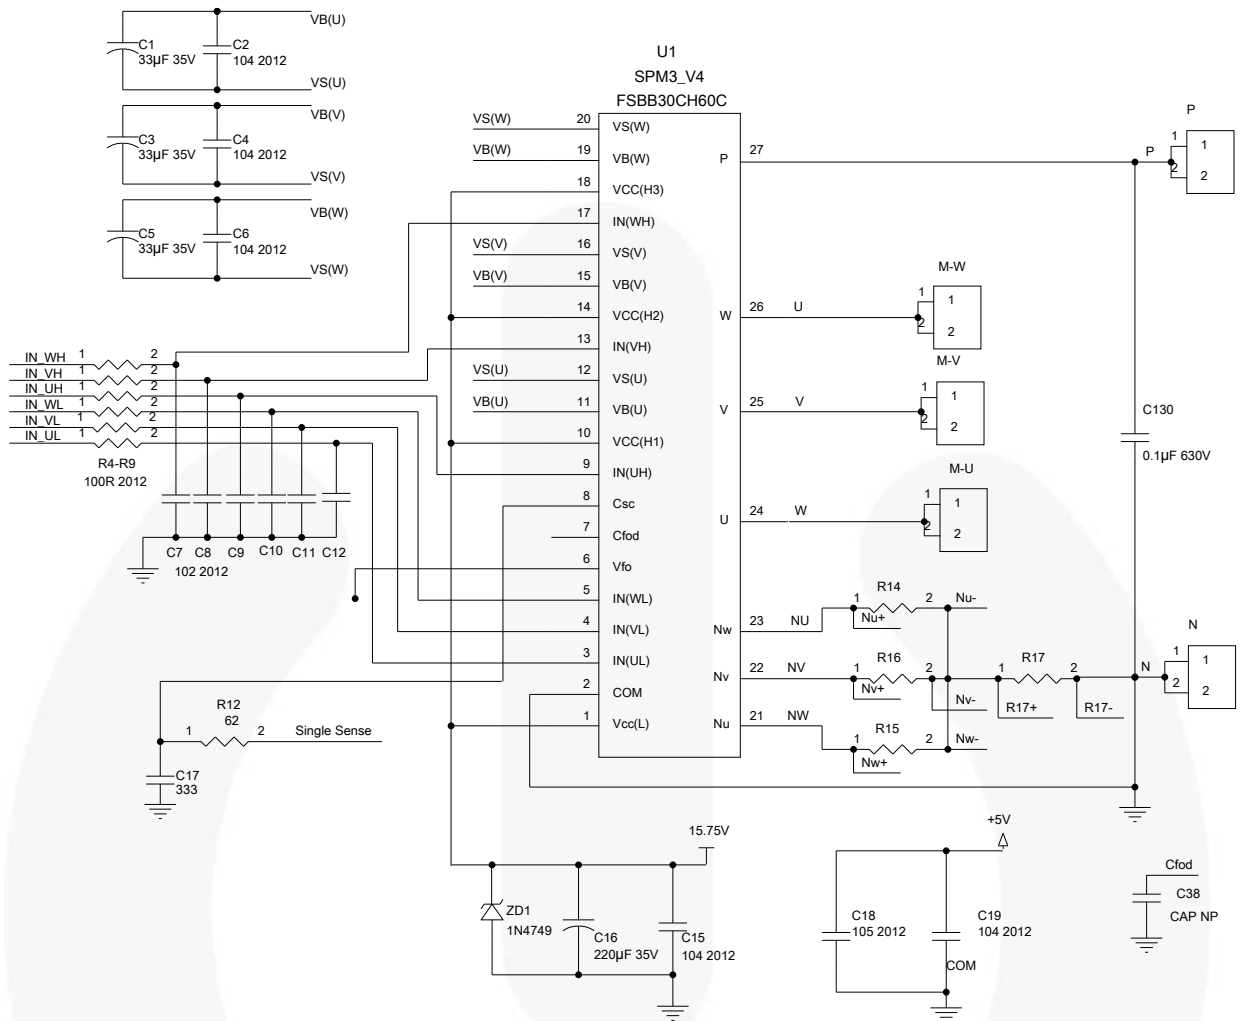 VB(U)
C1
33µF 35V
C2
104 2012
VS(U)
VB(V)
C3
33µF 35V
C4
104 2012
VS(V)
VB(W)
C5
33µF 35V
C6
104 2012
VS(W)
U1
SPM3_V4
FSBB30CH60C
VS(W) 20 VS(W)
VB(W) 19 VB(W)
18 VCC(H3)
17 IN(WH)
VS(V) 16 VS(V)
VB(V) 15 VB(V)
14 VCC(H2)
13 IN(VH)
VS(U) 12 VS(U)
VB(U) 11 VB(U)
10 VCC(H1)
9 IN(UH)
8 Csc
7 Cfod
6 Vfo
5 IN(WL)
4 IN(VL)
3 IN(UL)
2 COM
1 Vcc(L)
P 27
W 26 U
V 25 V
U 24 W
Nw 23 NU
Nv 22 NV
Nu 21 NW
P
P 1 2 1 2
M-W
1 2 1 2
M-V
1 2 1 2
M-U
1 2 1 2
C130
0.1µF 630V
IN_WH 1 2
IN_VH 1 2
IN_UH 1 2
IN_WL 1 2
IN_VL 1 2
IN_UL 1 2
R4-R9
100R 2012
C7 C8 C9 C10 C11 C12
102 2012
R14
1 2 Nu-
Nu+
R16
1 2
Nv+ Nv-
R15
1 2 Nw-
Nw+
R17
1 2
R17+ R17-
N
N 1 2 1 2
R12
62
1 2 Single Sense
C17
333
15.75V
ZD1
1N4749
C16
220µF 35V
C15
104 2012
+5V
C18
105 2012
C19
104 2012
COM
Cfod
C38
CAP NP